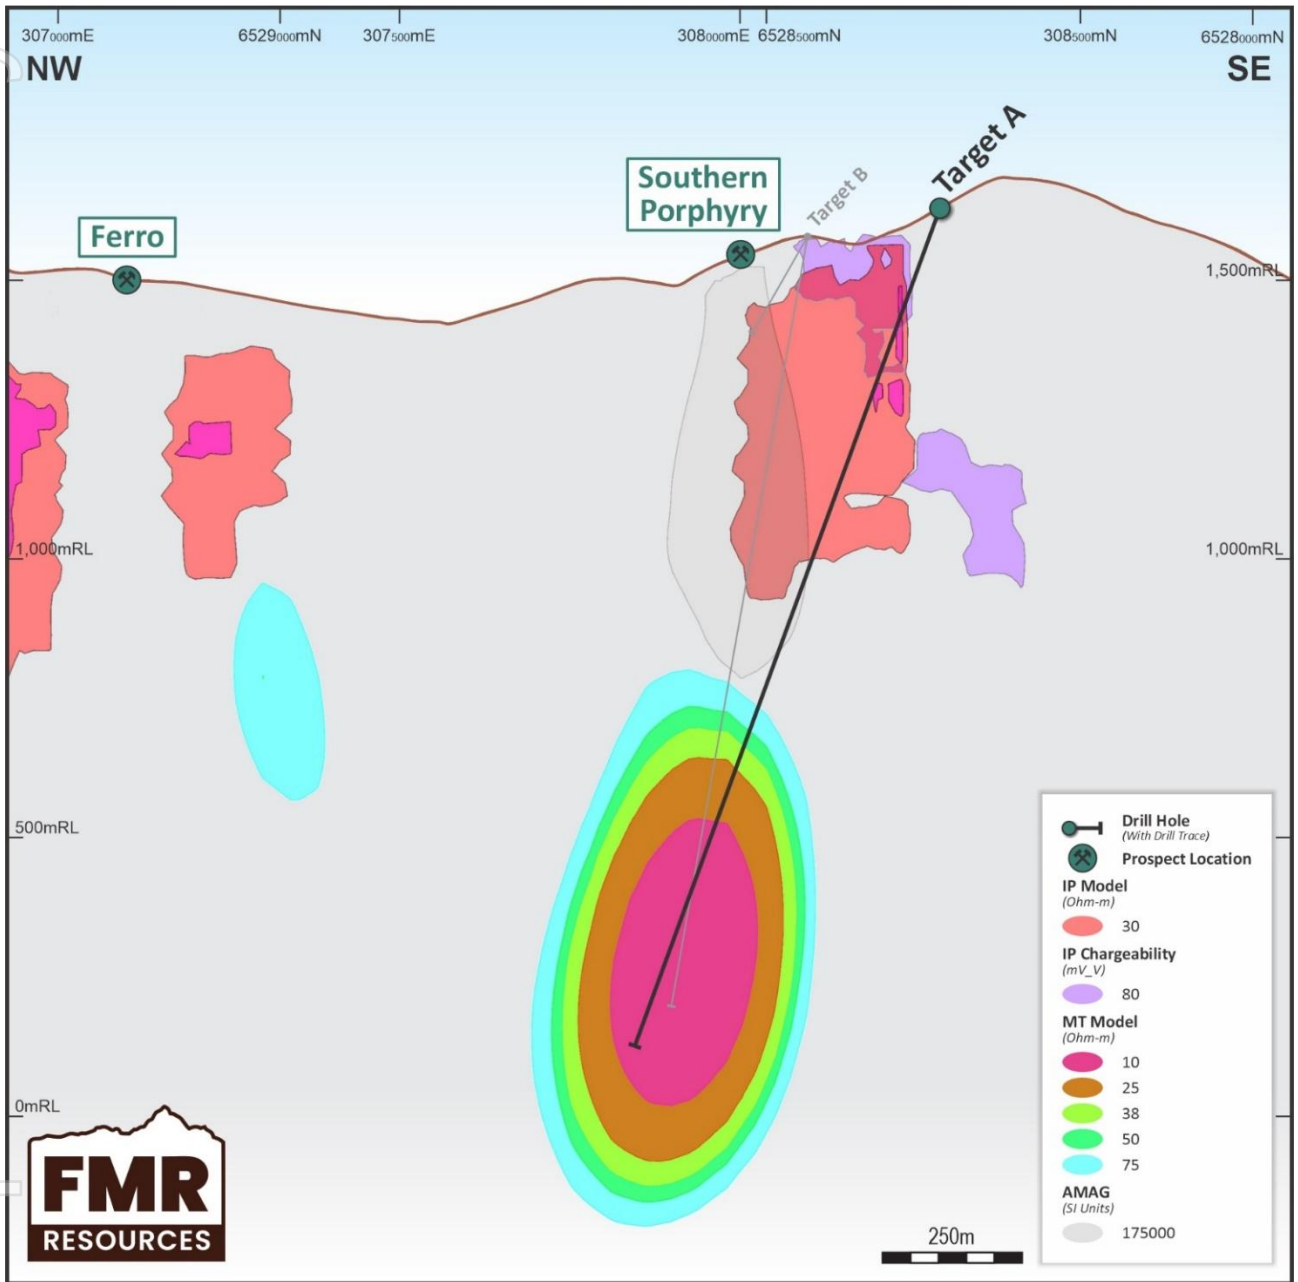 307000mE
6529000mN
307500mE
308000mE
6528500mN
308500mN
6528000mN
NW
SE
Target A
Target B
Southern
Porphyry
Ferro
1,500mRL
1,000mRL
1,000mRL
500mRL
0mRL
Drill Hole
(With Drill Trace)
Prospect Location
IP Model
(Ohm-m)
30
IP Chargeability
(mV_V)
80
MT Model
(Ohm-m)
10
25
38
50
75
AMAG
(SI Units)
175000
250m
FMR
RESOURCES